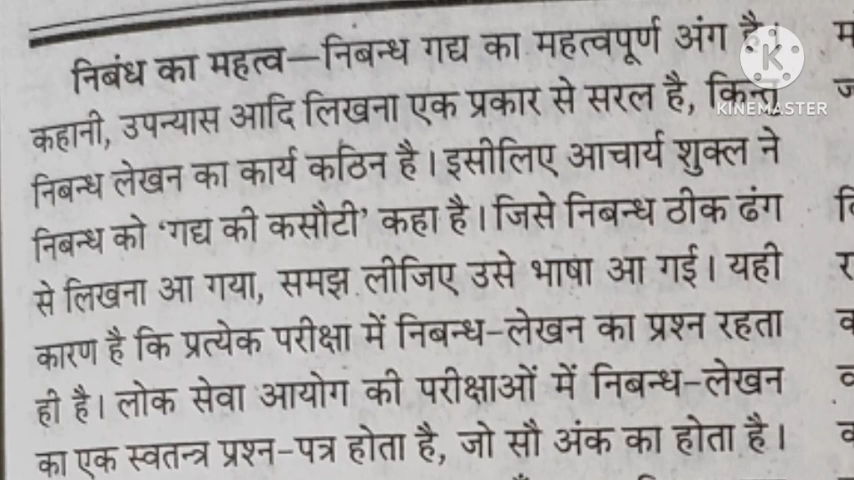 निबंध का महत्व—निबन्ध गद्य का महत्वपूर्ण अंग है।
कहानी, उपन्यास आदि लिखना एक प्रकार से सरल है, किन्तु
निबन्ध लेखन का कार्य कठिन है। इसीलिए आचार्य शुक्ल ने
निबन्ध को ‘गद्य की कसौटी’ कहा है। जिसे निबन्ध ठीक ढंग
से लिखना आ गया, समझ लीजिए उसे भाषा आ गई। यही
कारण है कि प्रत्येक परीक्षा में निबन्ध-लेखन का प्रश्न रहता
ही है। लोक सेवा आयोग की परीक्षाओं में निबन्ध-लेखन
का एक स्वतन्त्र प्रश्न-पत्र होता है, जो सौ अंक का होता है।
K
KINEMASTER